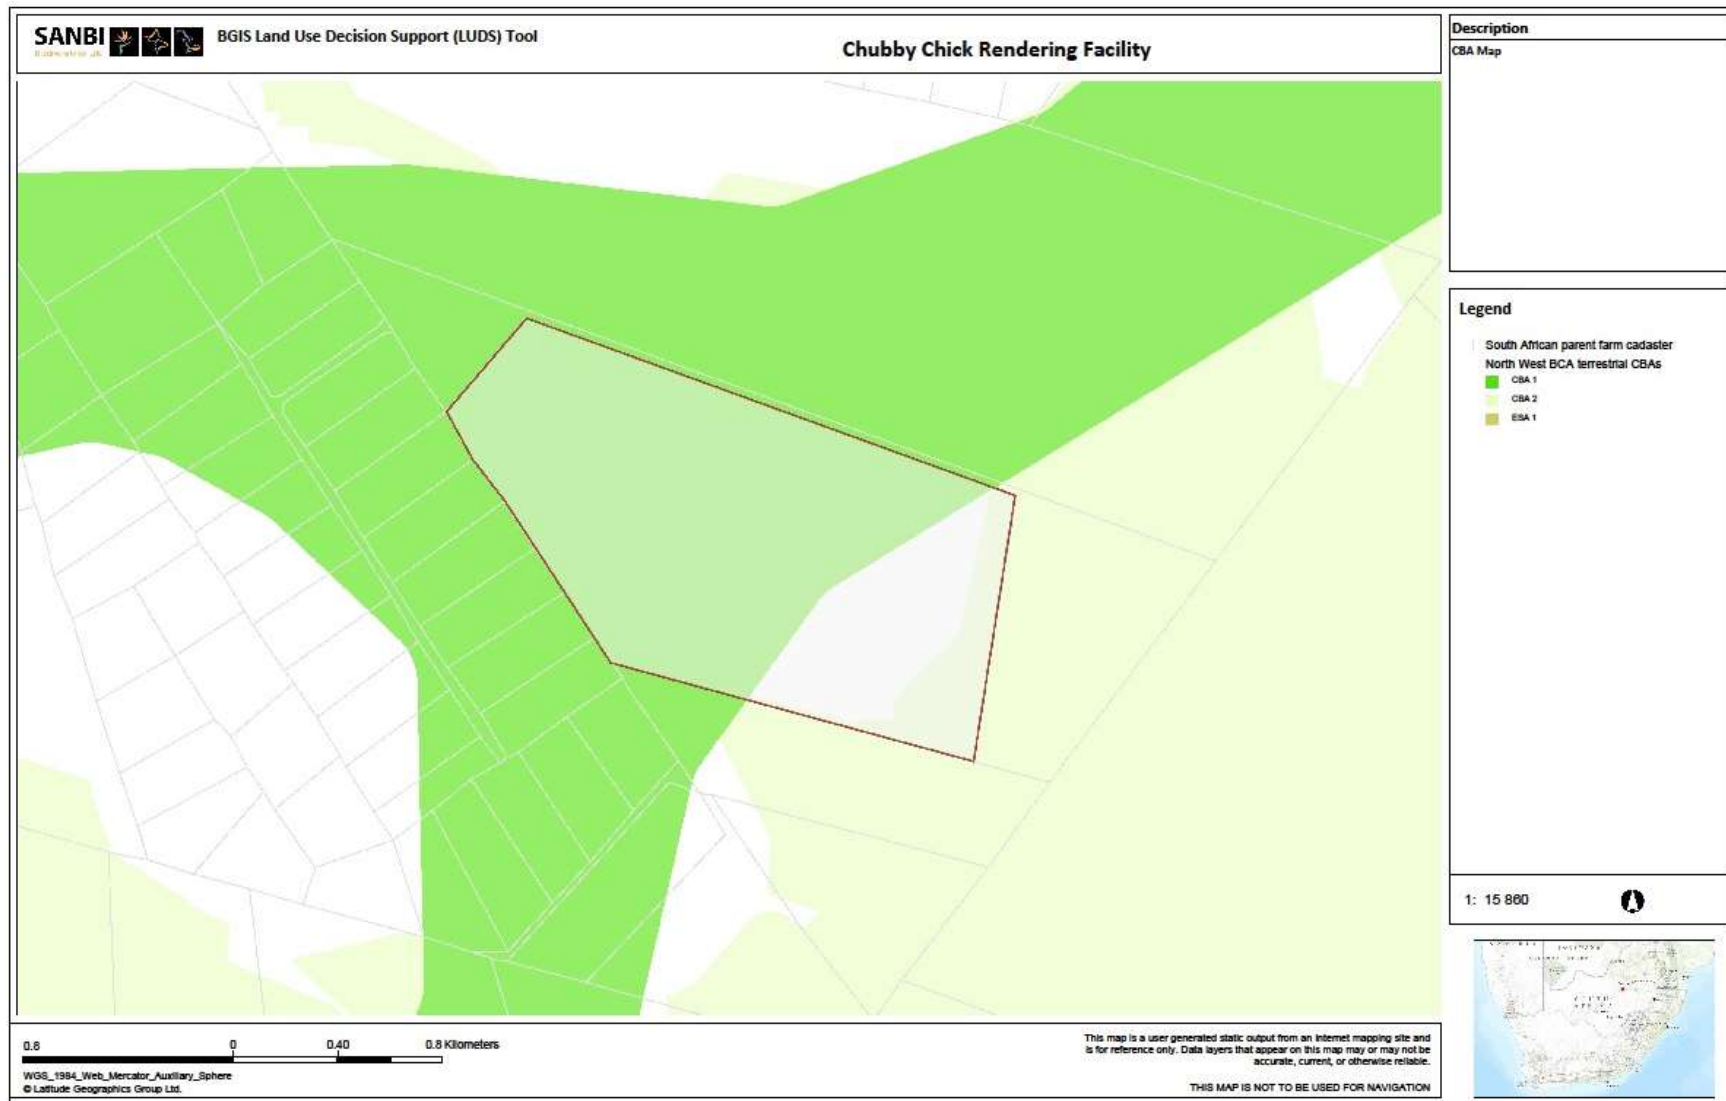 SANBI
BGIS Land Use Decision Support (LUDS) Tool
Chubby Chick Rendering Facility
Description
CBA Map
Legend
South African parent farm cadaster
North West BCA terrestrial CBAs
CBA 1
CBA 2
ESA 1
1: 15 860
0.8
0
0.40
0.8 Kilometers
WGS_1984_Web_Mercator_Auxiliary_Sphere
© Latitude Geographics Group Ltd.
This map is a user generated static output from an Internet mapping site and
is for reference only. Data layers that appear on this map may or may not be
accurate, current, or otherwise reliable.
THIS MAP IS NOT TO BE USED FOR NAVIGATION